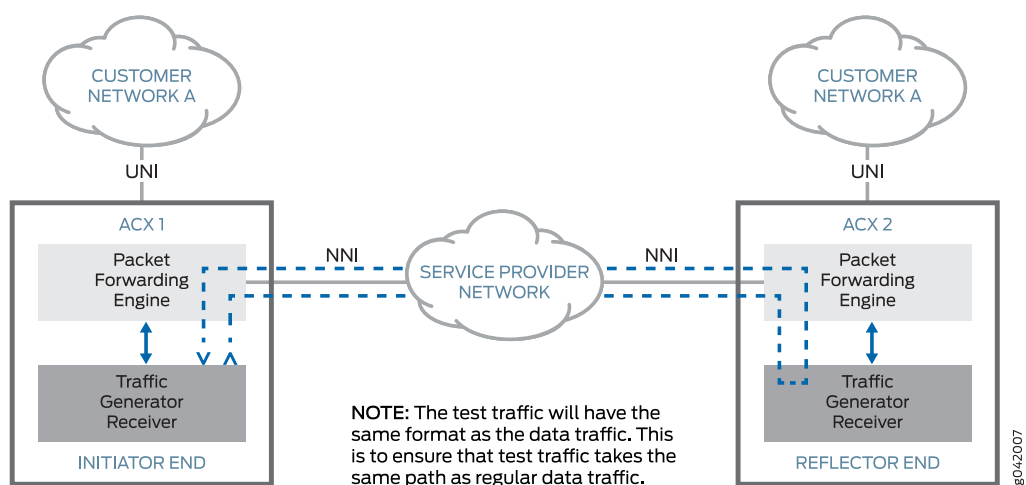 CUSTOMER
NETWORK A
CUSTOMER
NETWORK A
UNI
UNI
ACX 1
ACX 2
Packet
Forwarding
Engine
NNI
SERVICE PROVIDER
NETWORK
NNI
Packet
Forwarding
Engine
Traffic
Generator
Receiver
Traffic
Generator
Receiver
NOTE: The test traffic will have the
same format as the data traffic. This
is to ensure that test traffic takes the
same path as regular data traffic.
INITIATOR END
REFLECTOR END
g042007